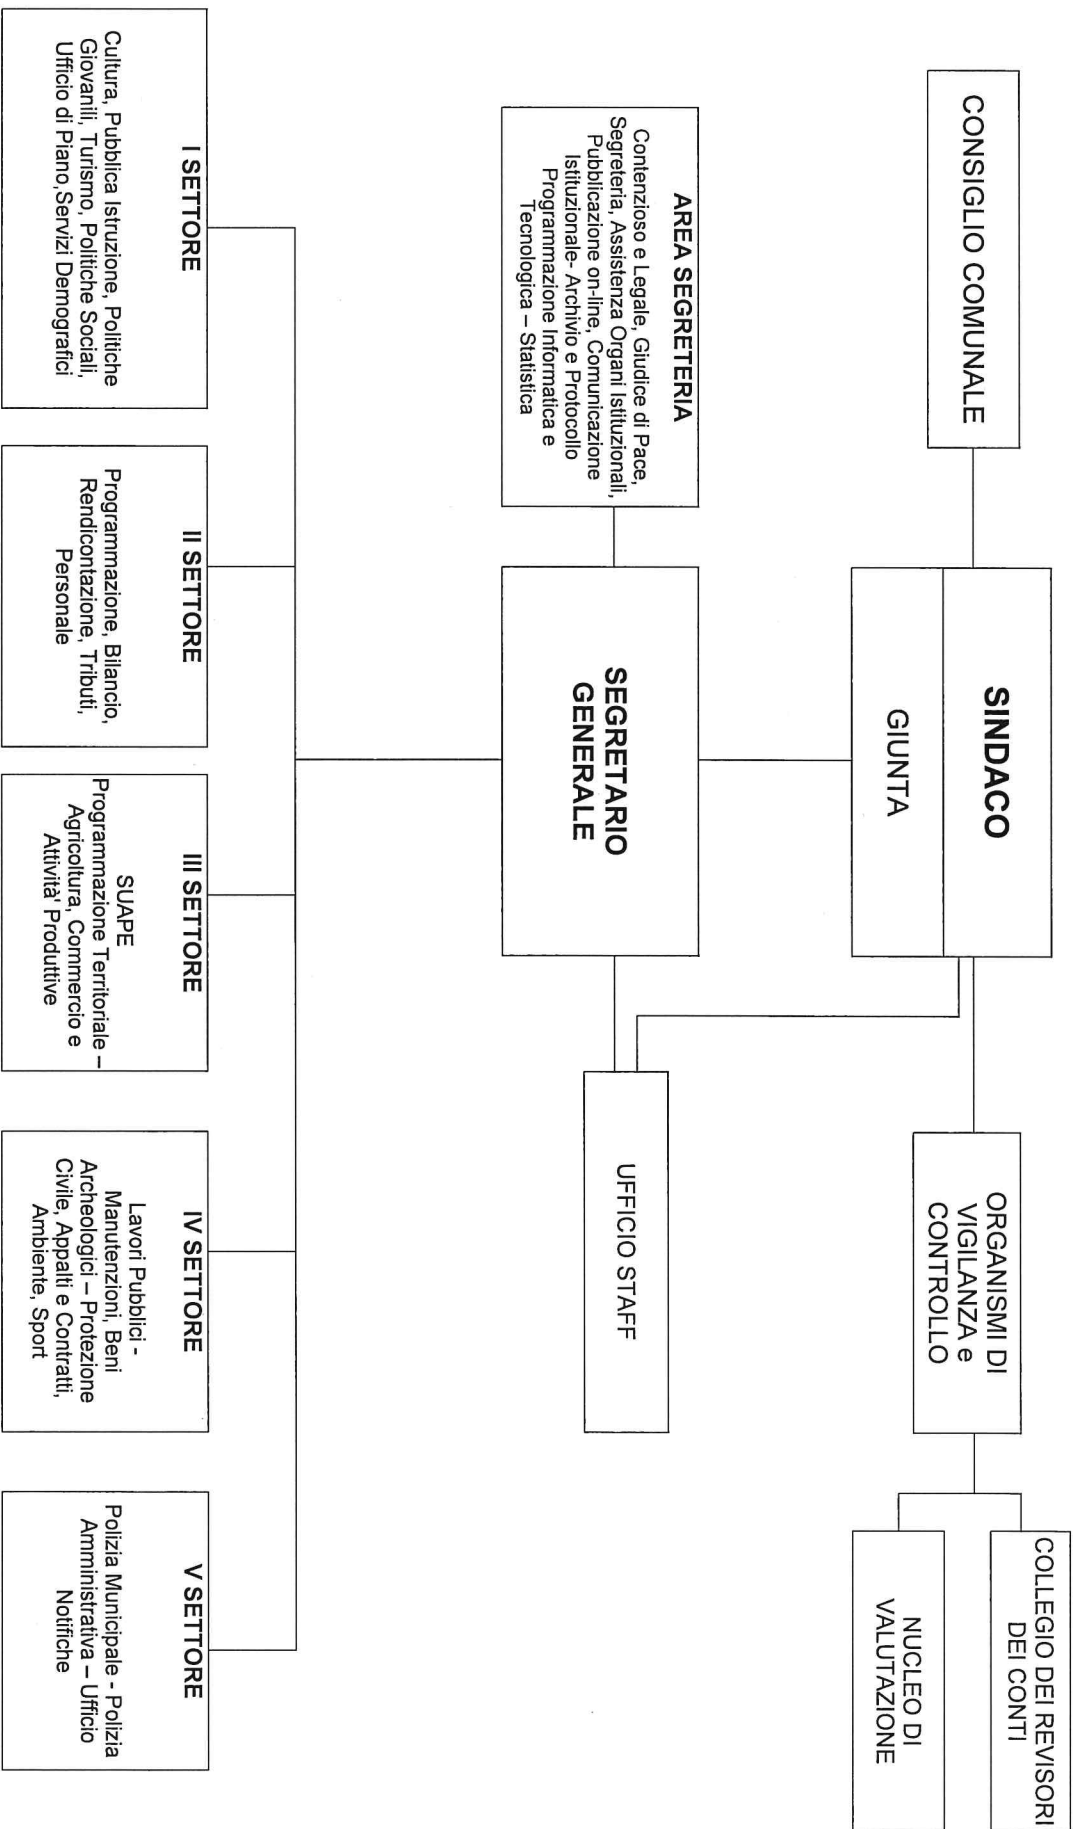 CONSIGLIO COMUNALE
SINDACO
GIUNTA
ORGANISMI DI
VIGILANZA e
CONTROLLO
COLLEGIO DEI REVISORI
DEI CONTI
NUCLEO DI
VALUTAZIONE
AREA SEGRETERIA
Contenzioso e Legale, Giudice di Pace,
Segreteria, Assistenza Organi Istituzionali,
Pubblicazione on-line, Comunicazione
Istituzionale- Archivio e Protocollo
Programmazione Informatica e
Tecnologica – Statistica
SEGRETARIO
GENERALE
UFFICIO STAFF
I SETTORE
Cultura, Pubblica Istruzione, Politiche
Giovanili, Turismo, Politiche Sociali,
Ufficio di Piano,Servizi Demografici
II SETTORE
Programmazione, Bilancio,
Rendicontazione, Tributi,
Personale
III SETTORE
SUAPE
Programmazione Territoriale –
Agricoltura, Commercio e
Attività' Produttive
IV SETTORE
Lavori Pubblici -
Manutenzioni, Beni
Archeologici – Protezione
Civile, Appalti e Contratti,
Ambiente, Sport
V SETTORE
Polizia Municipale - Polizia
Amministrativa – Ufficio
Notifiche